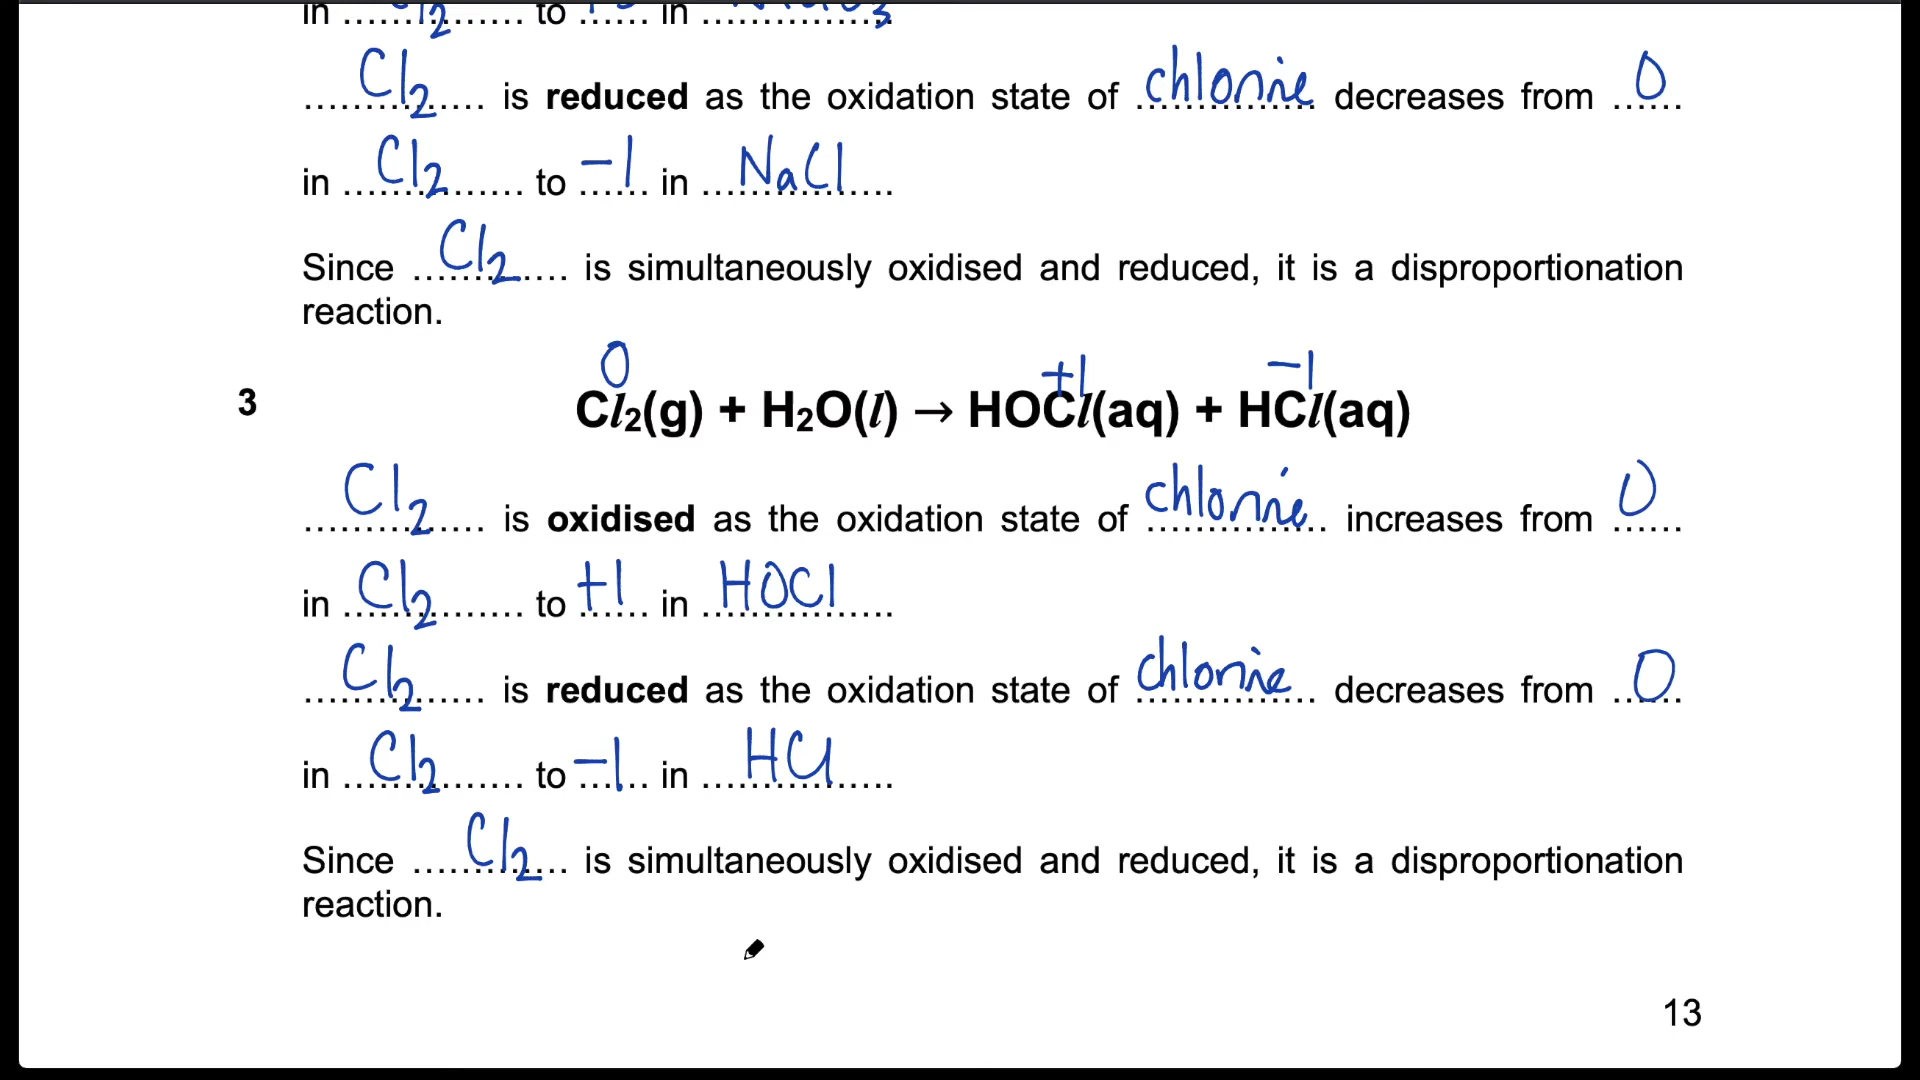 in ....Cl2...... to ...... in ................
Cl2 is reduced as the oxidation state of chlorine decreases from 0
in Cl2 to -1 in NaCl.
Since Cl2 is simultaneously oxidised and reduced, it is a disproportionation
reaction.
0 +1 -1
3 Cl2(g) + H2O(l) → HOCl(aq) + HCl(aq)
Cl2 is oxidised as the oxidation state of chlorine increases from 0
in Cl2 to +1 in HOCl.
Cl2 is reduced as the oxidation state of chlorine decreases from 0
in Cl2 to -1 in HCl.
Since Cl2 is simultaneously oxidised and reduced, it is a disproportionation
reaction.
13